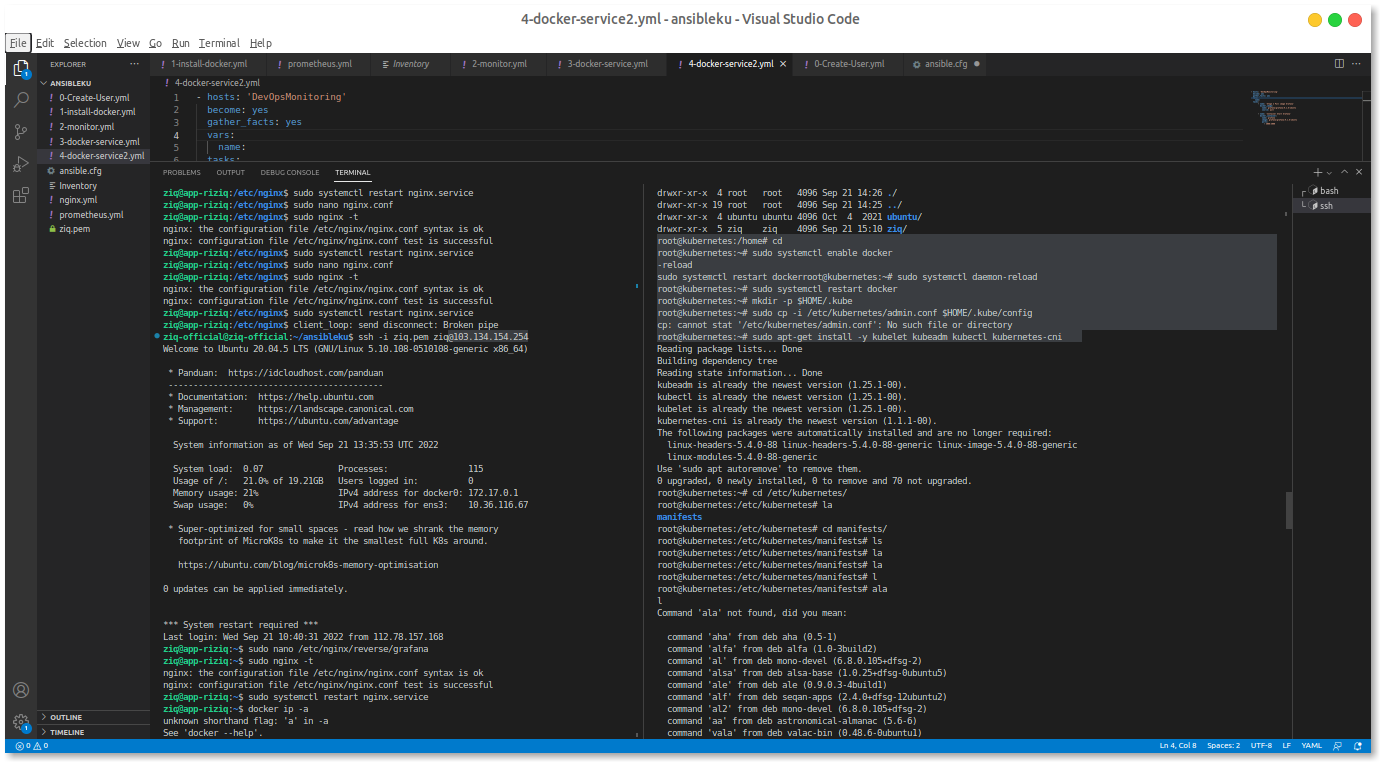 4-docker-service2.yml - ansibleku - Visual Studio Code
File Edit Selection View Go Run Terminal Help
EXPLORER
ANSIBLEKU
0-Create-User.yml
1-install-docker.yml
2-monitor.yml
3-docker-service.yml
4-docker-service2.yml
ansible.cfg
Inventory
nginx.yml
prometheus.yml
ziq.pem
OUTLINE
TIMELINE
1-install-docker.yml prometheus.yml Inventory 2-monitor.yml 3-docker-service.yml 4-docker-service2.yml 0-Create-User.yml ansible.cfg
4-docker-service2.yml
1 - hosts: 'DevOpsMonitoring'
2 become: yes
3 gather_facts: yes
4 vars:
5 name:
6 tasks:
PROBLEMS OUTPUT DEBUG CONSOLE TERMINAL
ziq@app-riziq:/etc/nginx$ sudo systemctl restart nginx.service
ziq@app-riziq:/etc/nginx$ sudo nano nginx.conf
ziq@app-riziq:/etc/nginx$ sudo nginx -t
nginx: the configuration file /etc/nginx/nginx.conf syntax is ok
nginx: configuration file /etc/nginx/nginx.conf test is successful
ziq@app-riziq:/etc/nginx$ sudo systemctl restart nginx.service
ziq@app-riziq:/etc/nginx$ sudo nano nginx.conf
ziq@app-riziq:/etc/nginx$ sudo nginx -t
nginx: the configuration file /etc/nginx/nginx.conf syntax is ok
nginx: configuration file /etc/nginx/nginx.conf test is successful
ziq@app-riziq:/etc/nginx$ sudo systemctl restart nginx.service
ziq@app-riziq:/etc/nginx$ client_loop: send disconnect: Broken pipe
ziq-official@ziq-official:~/ansibleku$ ssh -i ziq.pem ziq@103.134.154.254
Welcome to Ubuntu 20.04.5 LTS (GNU/Linux 5.10.108-0510108-generic x86_64)
* Panduan: https://idcloudhost.com/panduan
-------------------------------------------
* Documentation: https://help.ubuntu.com
* Management: https://landscape.canonical.com
* Support: https://ubuntu.com/advantage
System information as of Wed Sep 21 13:35:53 UTC 2022
System load: 0.07 Processes: 115
Usage of /: 21.0% of 19.21GB Users logged in: 0
Memory usage: 21% IPv4 address for docker0: 172.17.0.1
Swap usage: 0% IPv4 address for ens3: 10.36.116.67
* Super-optimized for small spaces - read how we shrank the memory
footprint of MicroK8s to make it the smallest full K8s around.
https://ubuntu.com/blog/microk8s-memory-optimisation
0 updates can be applied immediately.
*** System restart required ***
Last login: Wed Sep 21 10:40:31 2022 from 112.78.157.168
ziq@app-riziq:~$ sudo nano /etc/nginx/reverse/grafana
ziq@app-riziq:~$ sudo nginx -t
nginx: the configuration file /etc/nginx/nginx.conf syntax is ok
nginx: configuration file /etc/nginx/nginx.conf test is successful
ziq@app-riziq:~$ sudo systemctl restart nginx.service
ziq@app-riziq:~$ docker ip -a
unknown shorthand flag: 'a' in -a
See 'docker --help'.
drwxr-xr-x 4 root root 4096 Sep 21 14:26 ./
drwxr-xr-x 19 root root 4096 Sep 21 14:25 ../
drwxr-xr-x 4 ubuntu ubuntu 4096 Oct 4 2021 ubuntu/
drwxr-xr-x 5 ziq ziq 4096 Sep 21 15:10 ziq/
root@kubernetes:/home# cd
root@kubernetes:~# sudo systemctl enable docker
-reload
sudo systemctl restart dockerroot@kubernetes:~# sudo systemctl daemon-reload
root@kubernetes:~# sudo systemctl restart docker
root@kubernetes:~# mkdir -p $HOME/.kube
root@kubernetes:~# sudo cp -i /etc/kubernetes/admin.conf $HOME/.kube/config
cp: cannot stat '/etc/kubernetes/admin.conf': No such file or directory
root@kubernetes:~# sudo apt-get install -y kubelet kubeadm kubectl kubernetes-cni
Reading package lists... Done
Building dependency tree
Reading state information... Done
kubeadm is already the newest version (1.25.1-00).
kubectl is already the newest version (1.25.1-00).
kubelet is already the newest version (1.25.1-00).
kubernetes-cni is already the newest version (1.1.1-00).
The following packages were automatically installed and are no longer required:
linux-headers-5.4.0-88 linux-headers-5.4.0-88-generic linux-image-5.4.0-88-generic
linux-modules-5.4.0-88-generic
Use 'sudo apt autoremove' to remove them.
0 upgraded, 0 newly installed, 0 to remove and 70 not upgraded.
root@kubernetes:~# cd /etc/kubernetes/
root@kubernetes:/etc/kubernetes# la
manifests
root@kubernetes:/etc/kubernetes# cd manifests/
root@kubernetes:/etc/kubernetes/manifests# ls
root@kubernetes:/etc/kubernetes/manifests# la
root@kubernetes:/etc/kubernetes/manifests# la
root@kubernetes:/etc/kubernetes/manifests# l
root@kubernetes:/etc/kubernetes/manifests# ala
l
Command 'ala' not found, did you mean:
command 'aha' from deb aha (0.5-1)
command 'alfa' from deb alfa (1.0-3build2)
command 'al' from deb mono-devel (6.8.0.105+dfsg-2)
command 'alsa' from deb alsa-base (1.0.25+dfsg-0ubuntu5)
command 'ale' from deb ale (0.9.0.3-4build1)
command 'alf' from deb seqan-apps (2.4.0+dfsg-12ubuntu2)
command 'al2' from deb mono-devel (6.8.0.105+dfsg-2)
command 'aa' from deb astronomical-almanac (5.6-6)
command 'vala' from deb valac-bin (0.48.6-0ubuntu1)
bash
ssh
0 0
Ln 4, Col 8 Spaces: 2 UTF-8 LF YAML